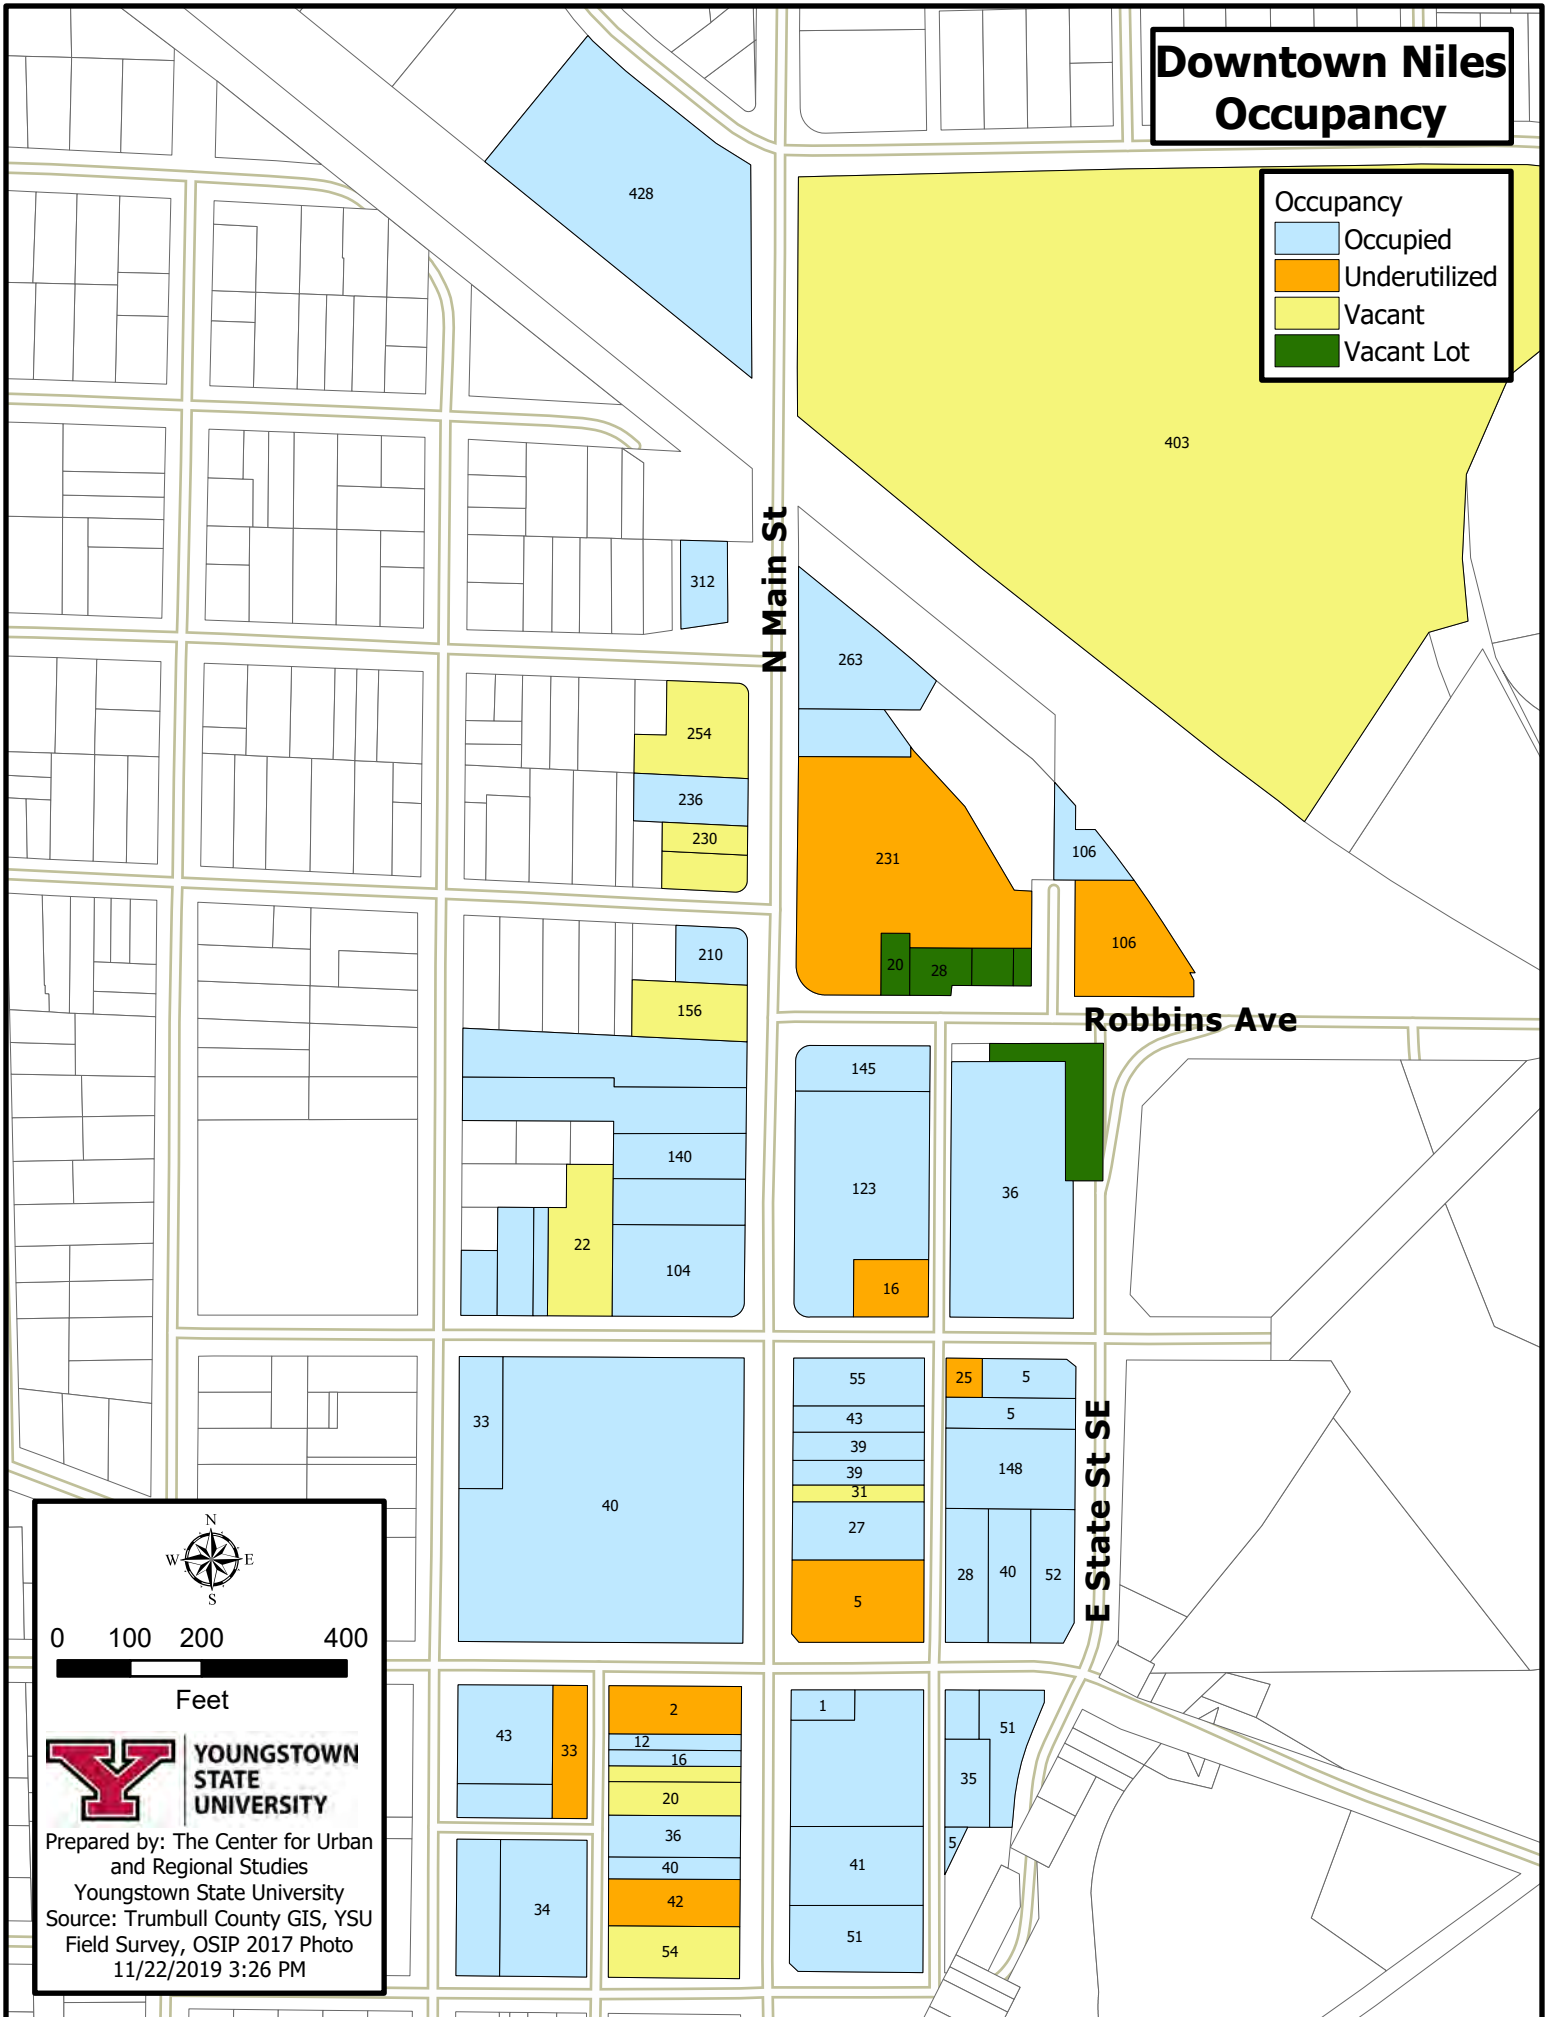 Downtown Niles
Occupancy
Occupancy
Occupied
Underutilized
Vacant
Vacant Lot
428
403
N Main St
312
263
254
236
230
231
106
106
210
20
28
156
Robbins Ave
145
140
123
36
22
104
16
33
40
55
43
39
39
31
27
5
25
5
5
148
28
40
52
E State St SE
N
W
E
S
0
100
200
400
Feet
YOUNGSTOWN
STATE
UNIVERSITY
Prepared by: The Center for Urban
and Regional Studies
Youngstown State University
Source: Trumbull County GIS, YSU
Field Survey, OSIP 2017 Photo
11/22/2019 3:26 PM
43
33
34
2
12
16
20
36
40
42
54
1
41
51
51
35
5